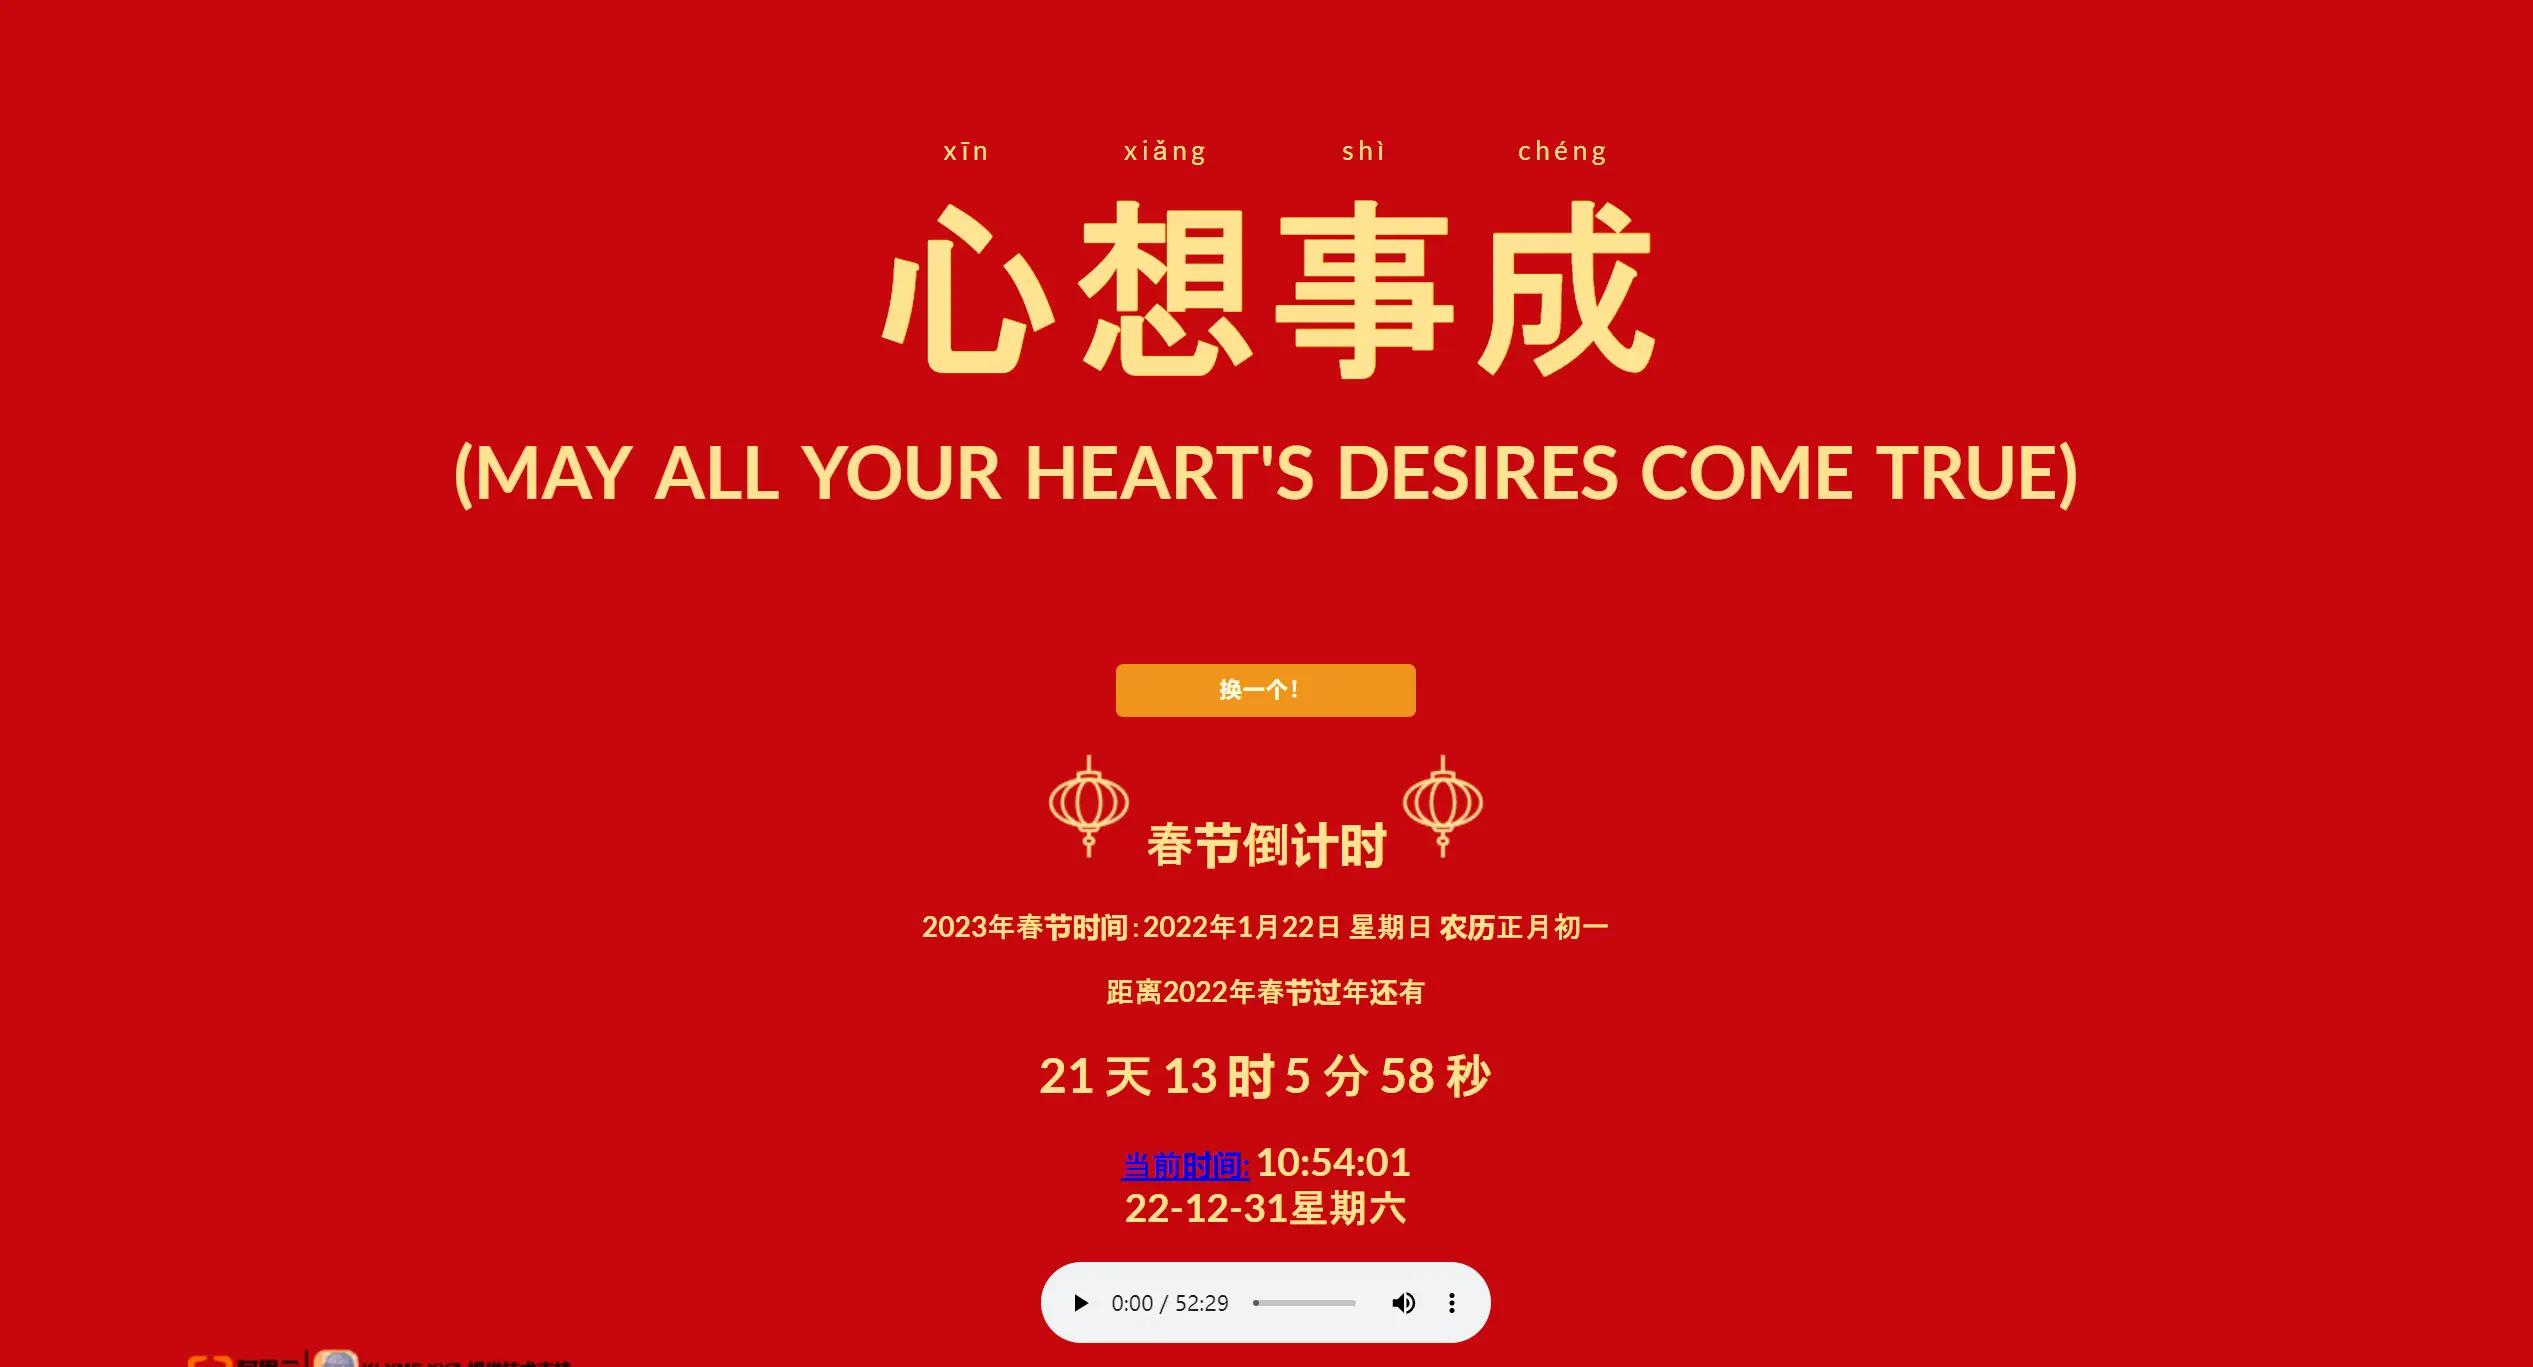 xīn xiǎng shì chéng
心想事成
(MAY ALL YOUR HEART'S DESIRES COME TRUE)
换一个!
春节倒计时
2023年春节时间:2022年1月22日 星期日 农历正月初一
距离2022年春节过年还有
21 天 13 时 5 分 58 秒
当前时间: 10:54:01
22-12-31星期六
0:00 / 52:29